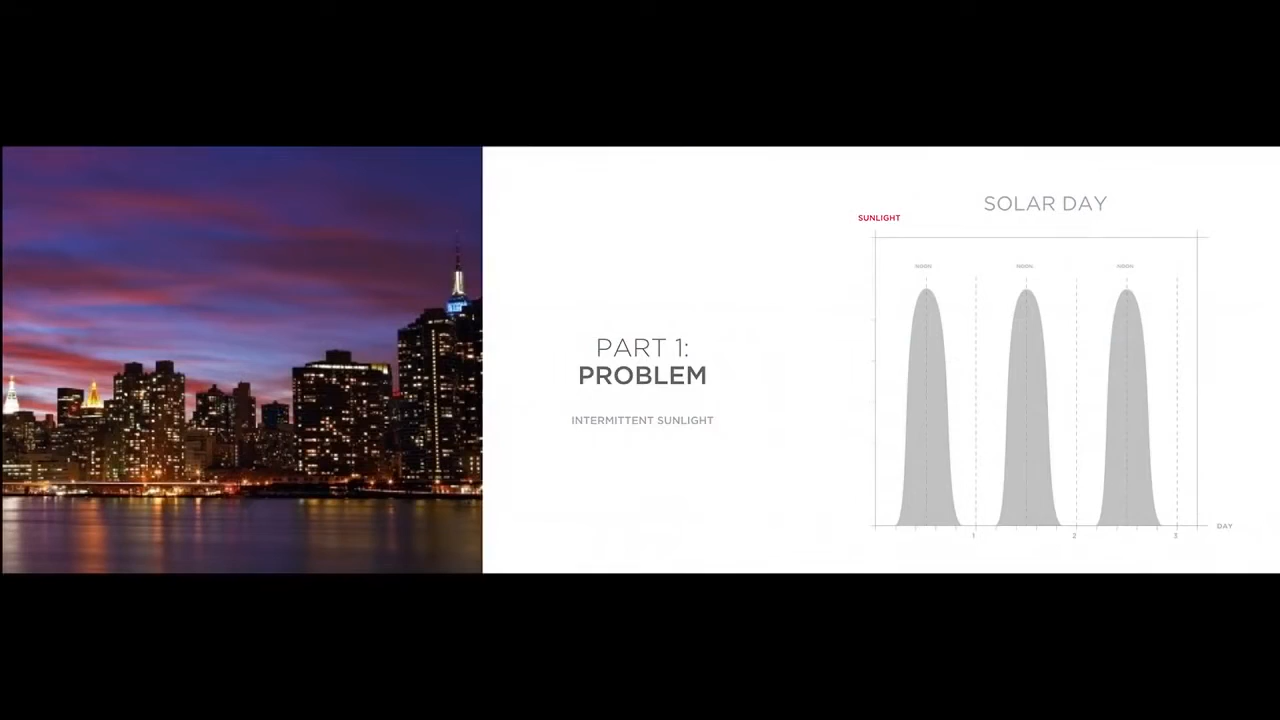 PART 1:
PROBLEM
INTERMITTENT SUNLIGHT
SOLAR DAY
SUNLIGHT
NOON NOON NOON
DAY
1 2 3